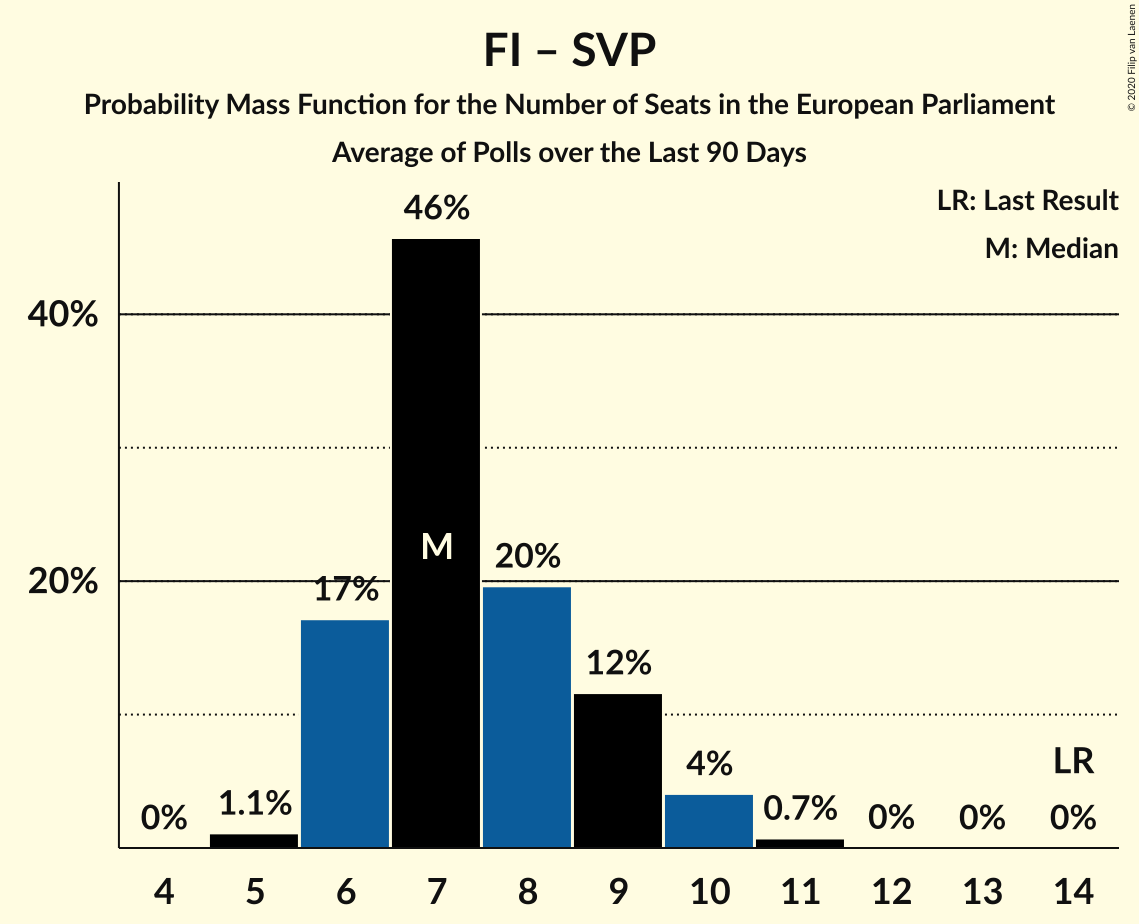 FI – SVP
Probability Mass Function for the Number of Seats in the European Parliament
Average of Polls over the Last 90 Days
© 2020 Filip van Laenen
LR: Last Result
M: Median
46%
40%
M
20%
20%
17%
12%
LR
4%
1.1%
0.7%
0%
0%
0%
0%
4 5 6 7 8 9 10 11 12 13 14